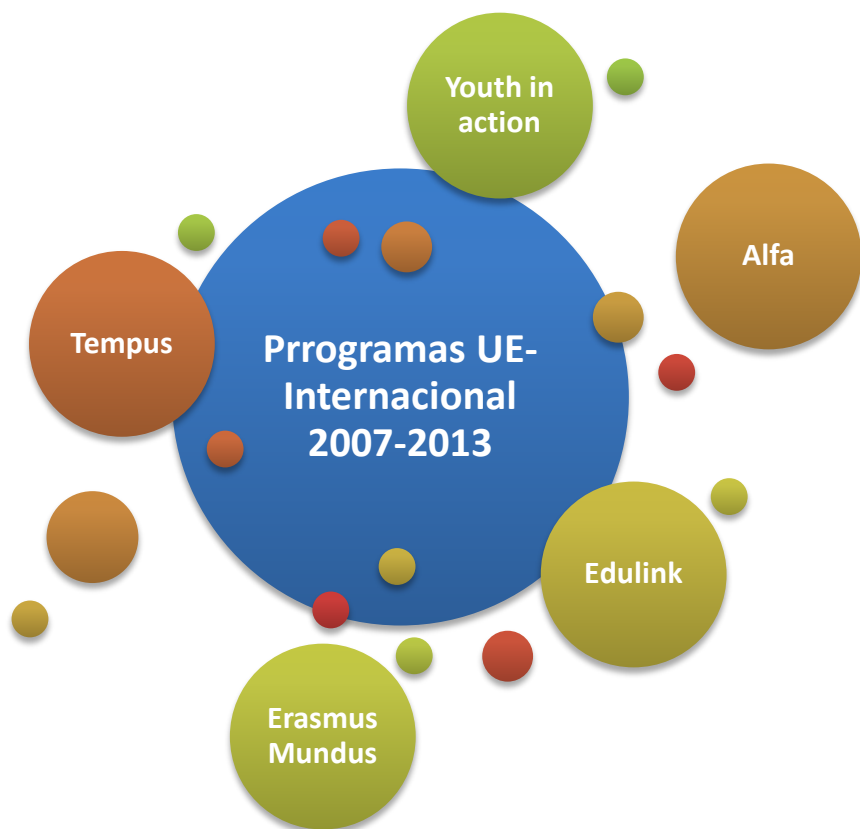 Youth in
action
Alfa
Tempus
Prrogramas UE-
Internacional
2007-2013
Edulink
Erasmus
Mundus